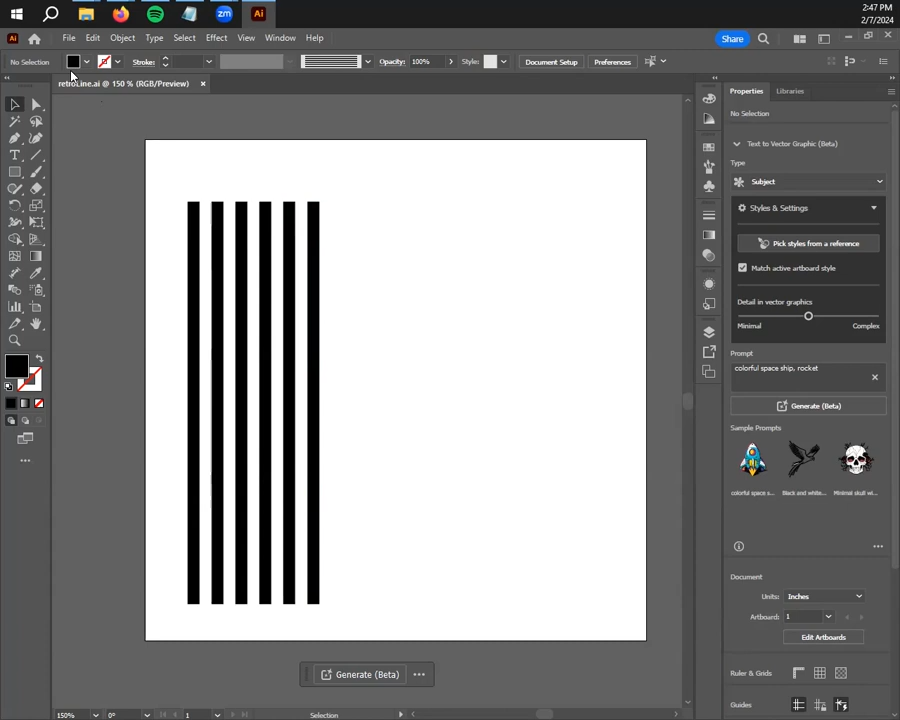 2:47 PM
2/7/2024
File Edit Object Type Select Effect View Window Help
Share
No Selection Stroke: Opacity: 100% Style: Document Setup Preferences
retroLine.ai @ 150 % (RGB/Preview)
Properties Libraries
No Selection
Text to Vector Graphic (Beta)
Type
Subject
Styles & Settings
Pick styles from a reference
Match active artboard style
Detail in vector graphics
Minimal Complex
Prompt
colorful space ship, rocket
Generate (Beta)
Sample Prompts
colorful space s... Black and white... Minimal skull wi...
Document
Units: Inches
Artboard: 1
Edit Artboards
Ruler & Grids
Guides
Generate (Beta)
150% 0° 1 Selection